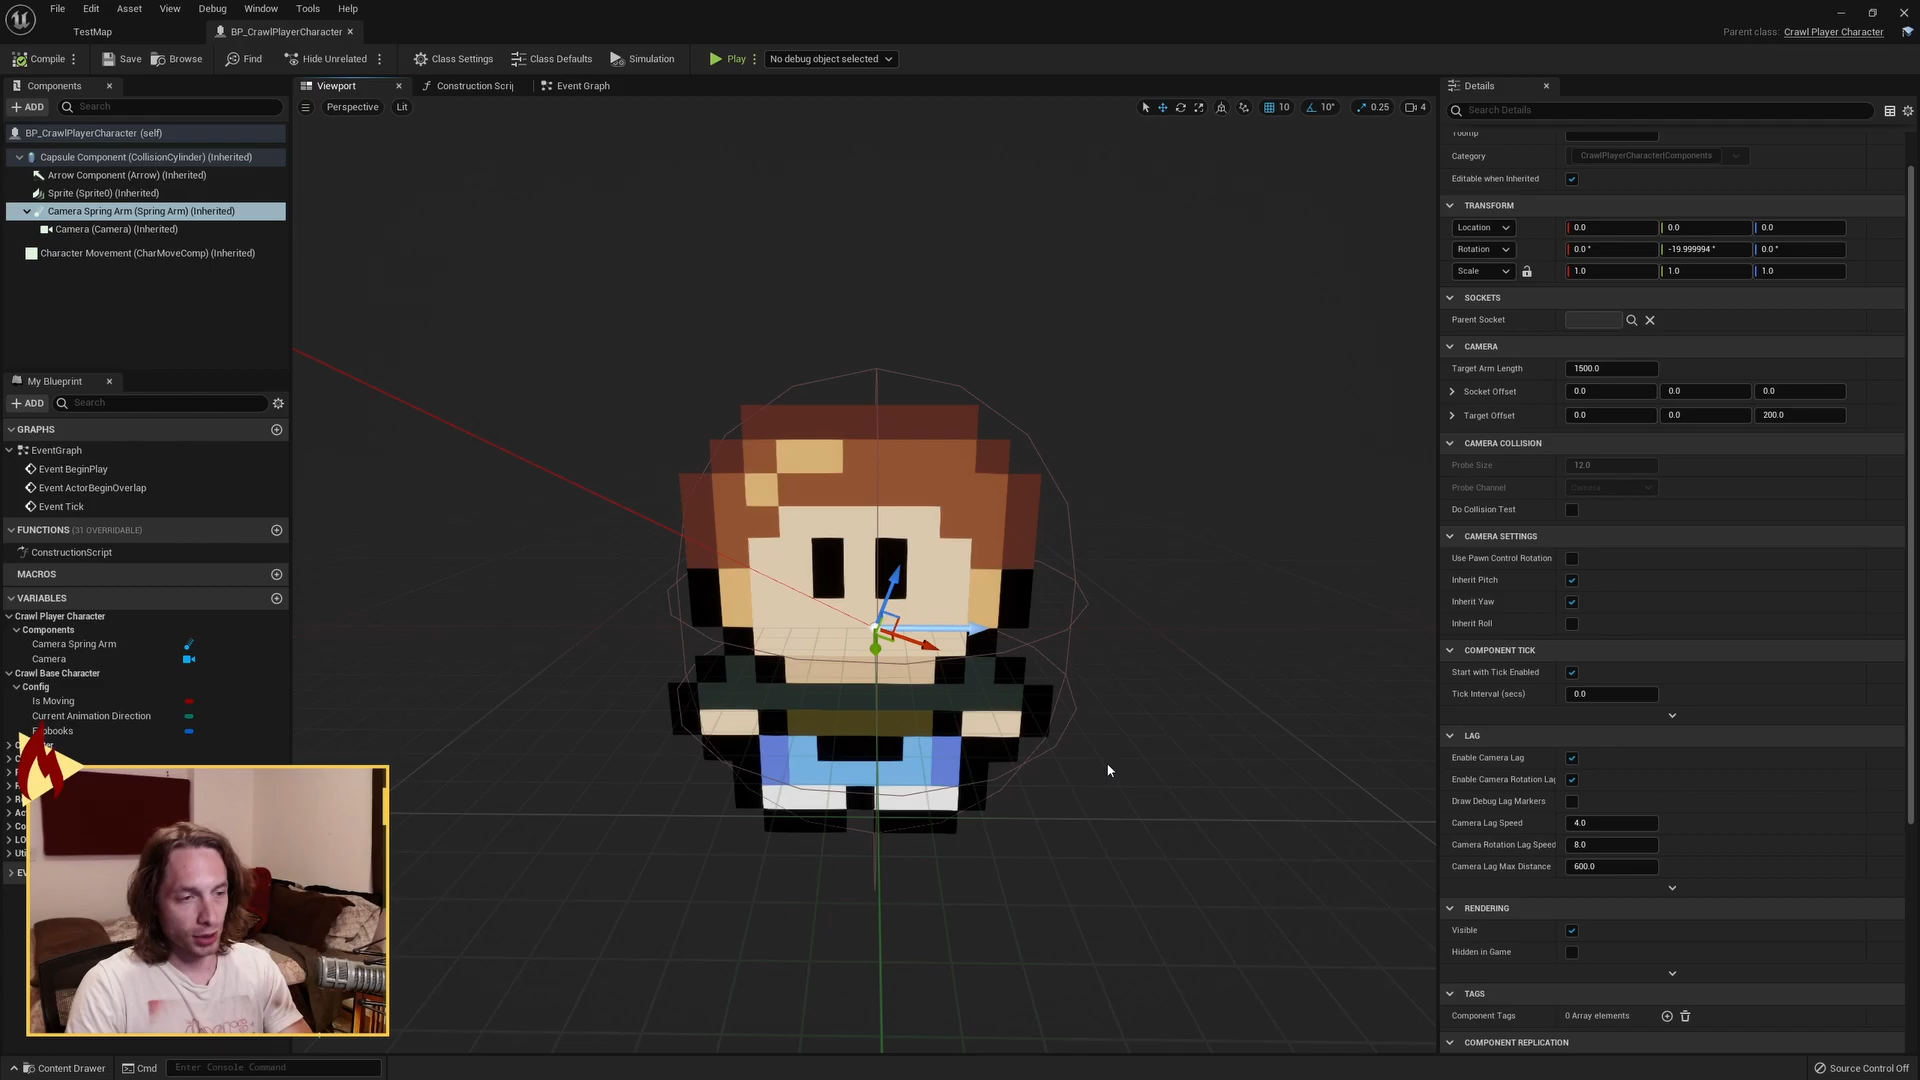 File Edit Asset View Debug Window Tools Help
TestMap
BP_CrawlPlayerCharacter
Parent class: Crawl Player Character
Compile Save Browse Find Hide Unrelated Class Settings Class Defaults Simulation Play No debug object selected
Components
ADD Search
BP_CrawlPlayerCharacter (self)
Capsule Component (CollisionCylinder) (Inherited)
Arrow Component (Arrow) (Inherited)
Sprite (Sprite0) (Inherited)
Camera Spring Arm (Spring Arm) (Inherited)
Camera (Camera) (Inherited)
Character Movement (CharMoveComp) (Inherited)
My Blueprint
ADD Search
GRAPHS
EventGraph
Event BeginPlay
Event ActorBeginOverlap
Event Tick
FUNCTIONS (31 OVERRIDABLE)
ConstructionScript
MACROS
VARIABLES
Crawl Player Character
Components
Camera Spring Arm
Camera
Crawl Base Character
Config
Is Moving
Current Animation Direction
Viewport Construction Scrip Event Graph
Perspective Lit
10 10° 0.25 4
Details
Search Details
Category CrawlPlayerCharacter|Components
Editable when Inherited
TRANSFORM
Location 0.0 0.0 0.0
Rotation 0.0 ° -19.999994 ° 0.0 °
Scale 1.0 1.0 1.0
SOCKETS
Parent Socket
CAMERA
Target Arm Length 1500.0
Socket Offset 0.0 0.0 0.0
Target Offset 0.0 0.0 200.0
CAMERA COLLISION
Probe Size 12.0
Probe Channel Camera
Do Collision Test
CAMERA SETTINGS
Use Pawn Control Rotation
Inherit Pitch
Inherit Yaw
Inherit Roll
COMPONENT TICK
Start with Tick Enabled
Tick Interval (secs) 0.0
LAG
Enable Camera Lag
Enable Camera Rotation Lag
Draw Debug Lag Markers
Camera Lag Speed 4.0
Camera Rotation Lag Speed 8.0
Camera Lag Max Distance 600.0
RENDERING
Visible
Hidden in Game
TAGS
Component Tags 0 Array elements
COMPONENT REPLICATION
Content Drawer Cmd Enter Console Command
Source Control Off